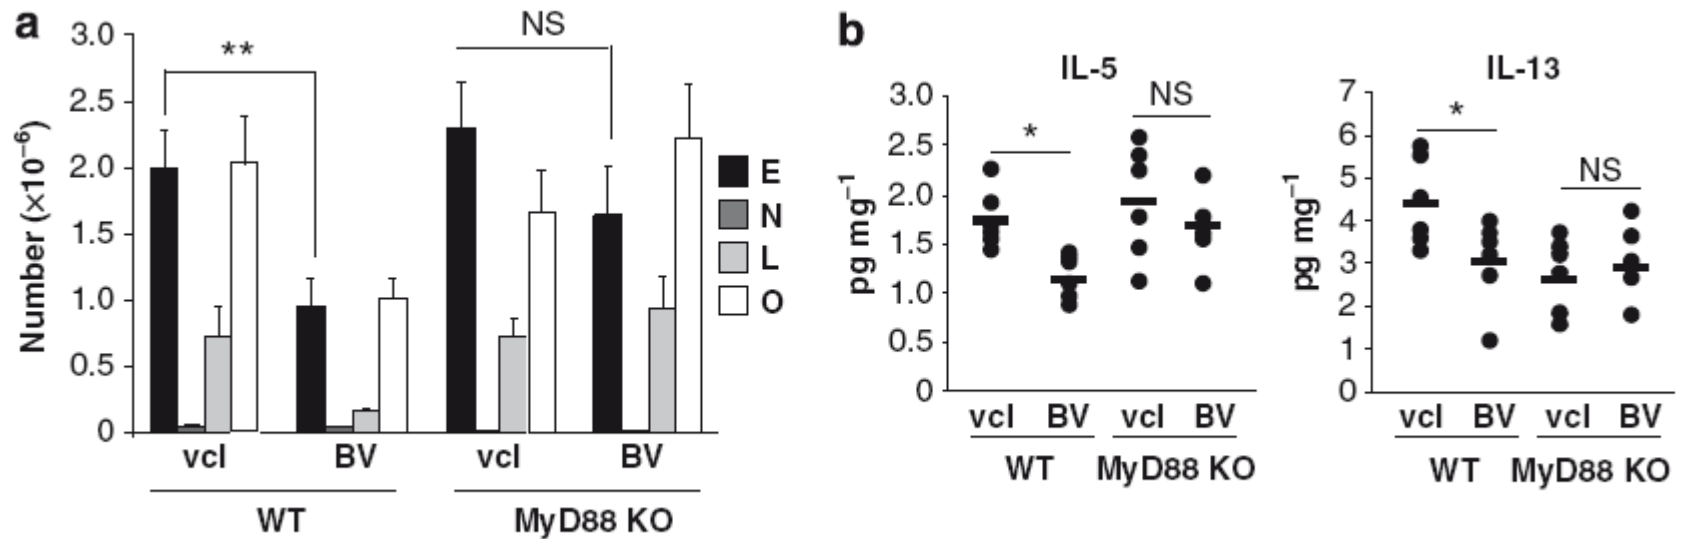 a
Number (×10⁻⁶)
3.0
2.5
2.0
1.5
1.0
0.5
0
**
NS
E
N
L
O
vcl BV vcl BV
WT MyD88 KO
b
IL-5
pg mg⁻¹
3.0
2.5
2.0
1.5
1.0
0.5
0
*
NS
vcl BV vcl BV
WT MyD88 KO
IL-13
pg mg⁻¹
7
6
5
4
3
2
1
0
*
NS
vcl BV vcl BV
WT MyD88 KO